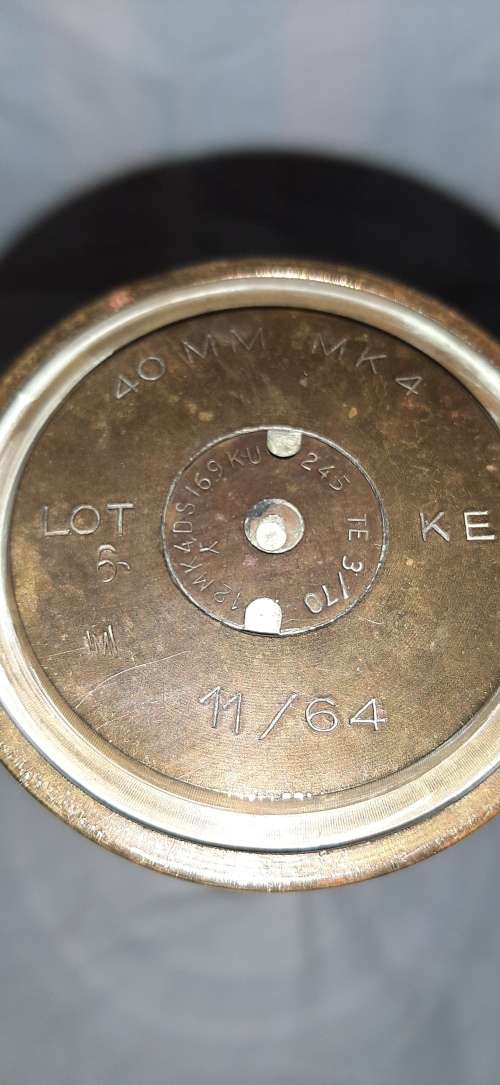 40 MM MK 4
LOT
KE
11/64
12 MK 4 DS 169 KU 245 TE 3/70